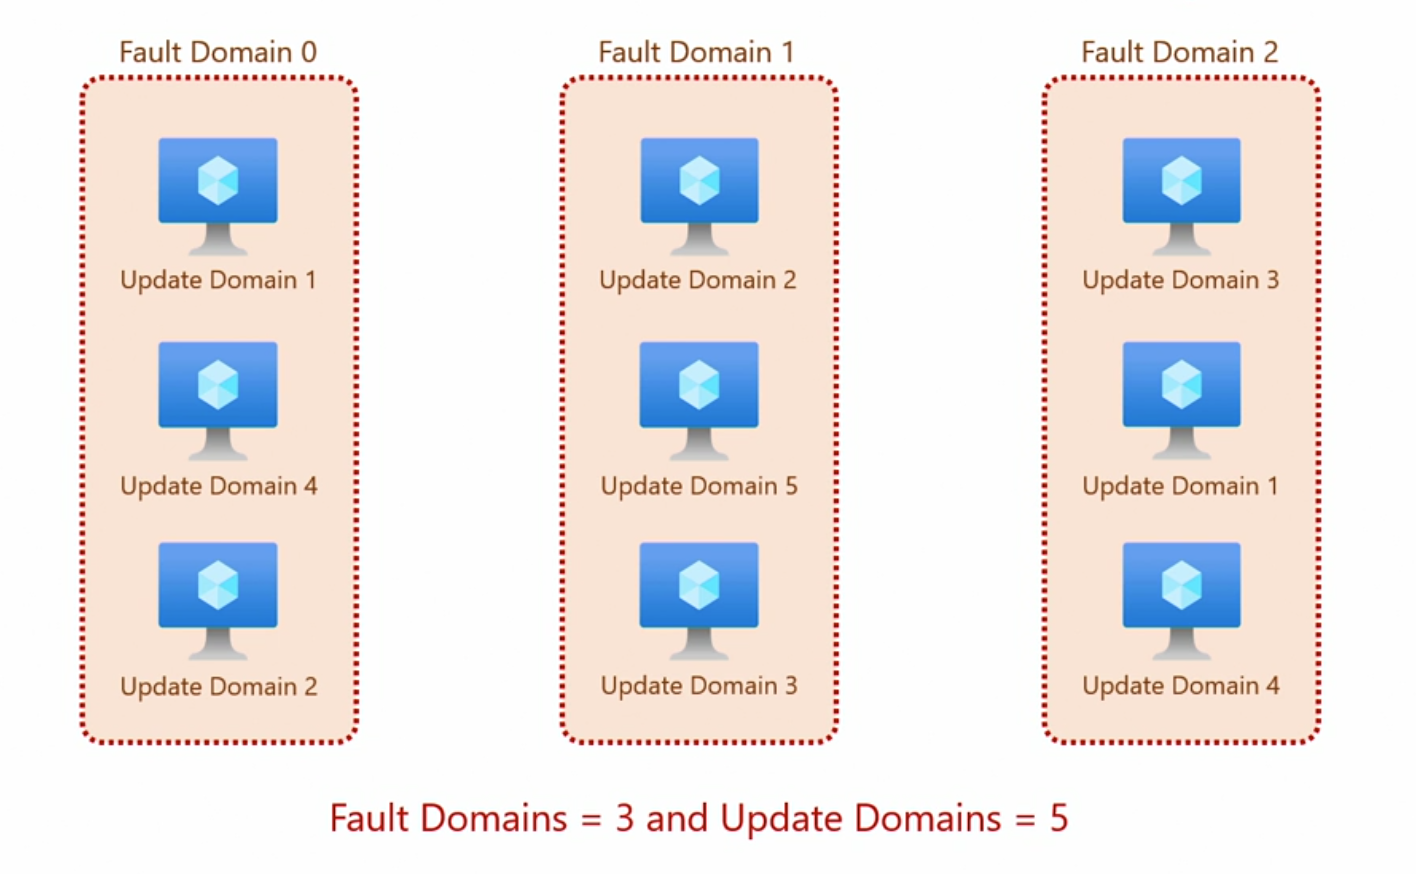 Fault Domain 0
Fault Domain 1
Fault Domain 2
Update Domain 1
Update Domain 2
Update Domain 3
Update Domain 4
Update Domain 5
Update Domain 1
Update Domain 2
Update Domain 3
Update Domain 4
Fault Domains = 3 and Update Domains = 5